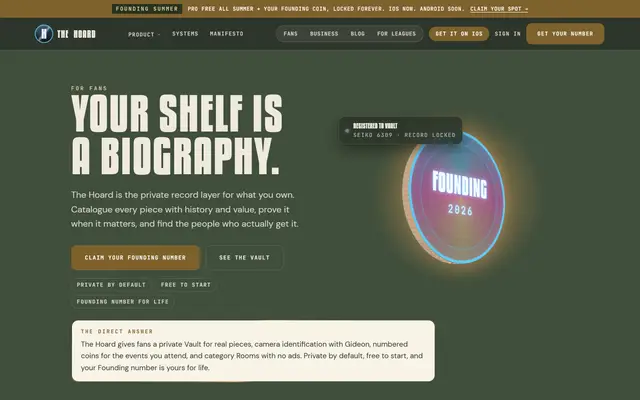 FOUNDING SUMMER PRO FREE ALL SUMMER + YOUR FOUNDING COIN, LOCKED FOREVER. IOS NOW. ANDROID SOON. CLAIM YOUR SPOT →
THE HOARD PRODUCT SYSTEMS MANIFESTO FANS BUSINESS BLOG FOR LEAGUES GET IT ON IOS SIGN IN GET YOUR NUMBER
FOR FANS
YOUR SHELF IS
A BIOGRAPHY.
The Hoard is the private record layer for what you own.
Catalogue every piece with history and value, prove it
when it matters, and find the people who actually get it.
CLAIM YOUR FOUNDING NUMBER SEE THE VAULT
PRIVATE BY DEFAULT FREE TO START
FOUNDING NUMBER FOR LIFE
REGISTERED TO VAULT
SEIKO 6309 · RECORD LOCKED
FOUNDING
2026
THE DIRECT ANSWER
The Hoard gives fans a private Vault for real pieces, camera identification with Gideon, numbered
coins for the events you attend, and category Rooms with no ads. Private by default, free to start, and
your Founding number is yours for life.